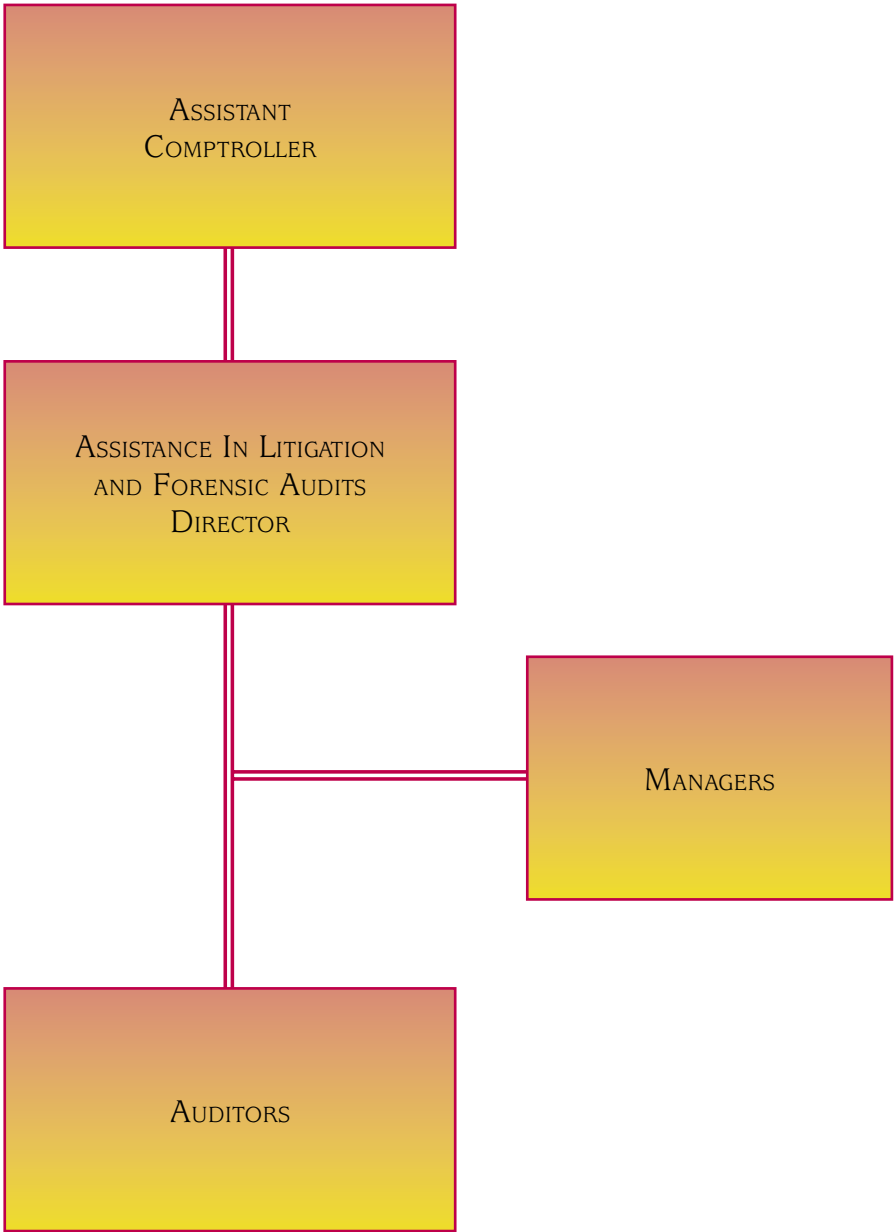 Assistant
Comptroller
Assistance In Litigation
and Forensic Audits
Director
Managers
Auditors